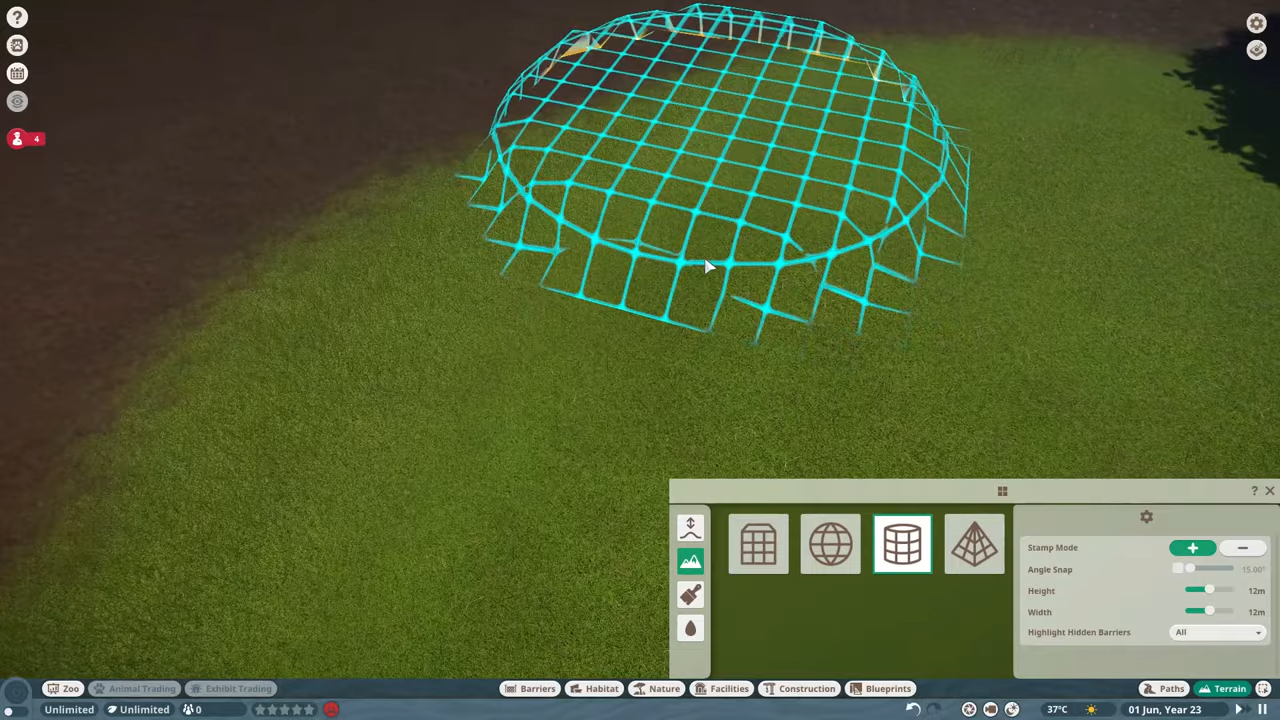 ?
4
?
Stamp Mode
Angle Snap 15.00°
Height 12m
Width 12m
Highlight Hidden Barriers All
Zoo Animal Trading Exhibit Trading Barriers Habitat Nature Facilities Construction Blueprints Paths Terrain
Unlimited Unlimited 0 37°C 01 Jun, Year 23